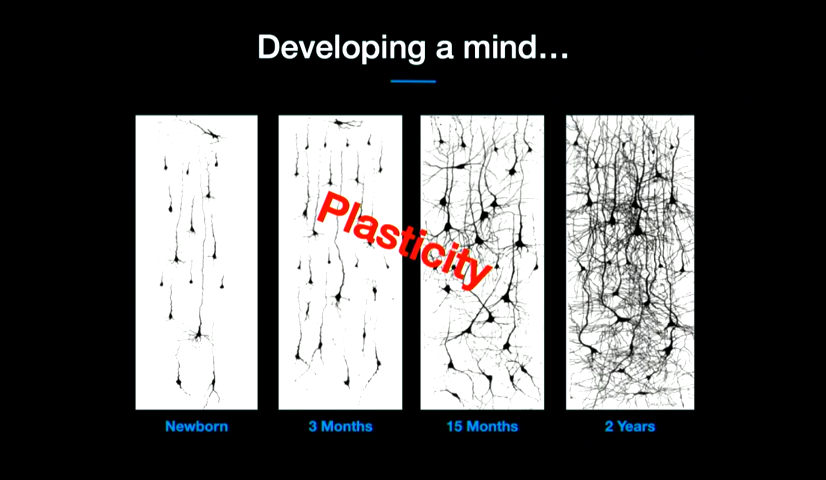 Developing a mind...
Plasticity
Newborn
3 Months
15 Months
2 Years